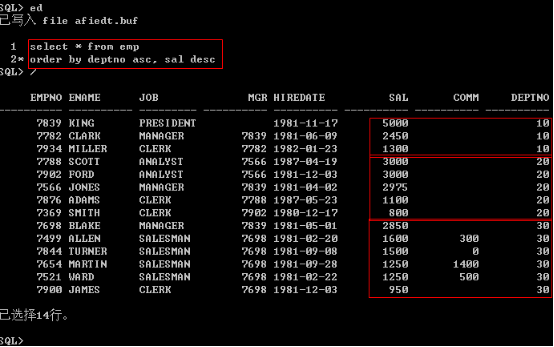 SQL> ed
已写入 file afiedt.buf
1 select * from emp
2* order by deptno asc, sal desc
SQL> /
EMPNO ENAME JOB MGR HIREDATE SAL COMM DEPTNO
---------- ---------- --------- ---------- ---------- ---------- ---------- ----------
7839 KING PRESIDENT 1981-11-17 5000 10
7782 CLARK MANAGER 7839 1981-06-09 2450 10
7934 MILLER CLERK 7782 1982-01-23 1300 10
7788 SCOTT ANALYST 7566 1987-04-19 3000 20
7902 FORD ANALYST 7566 1981-12-03 3000 20
7566 JONES MANAGER 7839 1981-04-02 2975 20
7876 ADAMS CLERK 7788 1987-05-23 1100 20
7369 SMITH CLERK 7902 1980-12-17 800 20
7698 BLAKE MANAGER 7839 1981-05-01 2850 30
7499 ALLEN SALESMAN 7698 1981-02-20 1600 300 30
7844 TURNER SALESMAN 7698 1981-09-08 1500 0 30
7654 MARTIN SALESMAN 7698 1981-09-28 1250 1400 30
7521 WARD SALESMAN 7698 1981-02-22 1250 500 30
7900 JAMES CLERK 7698 1981-12-03 950 30
已选择14行。
SQL>